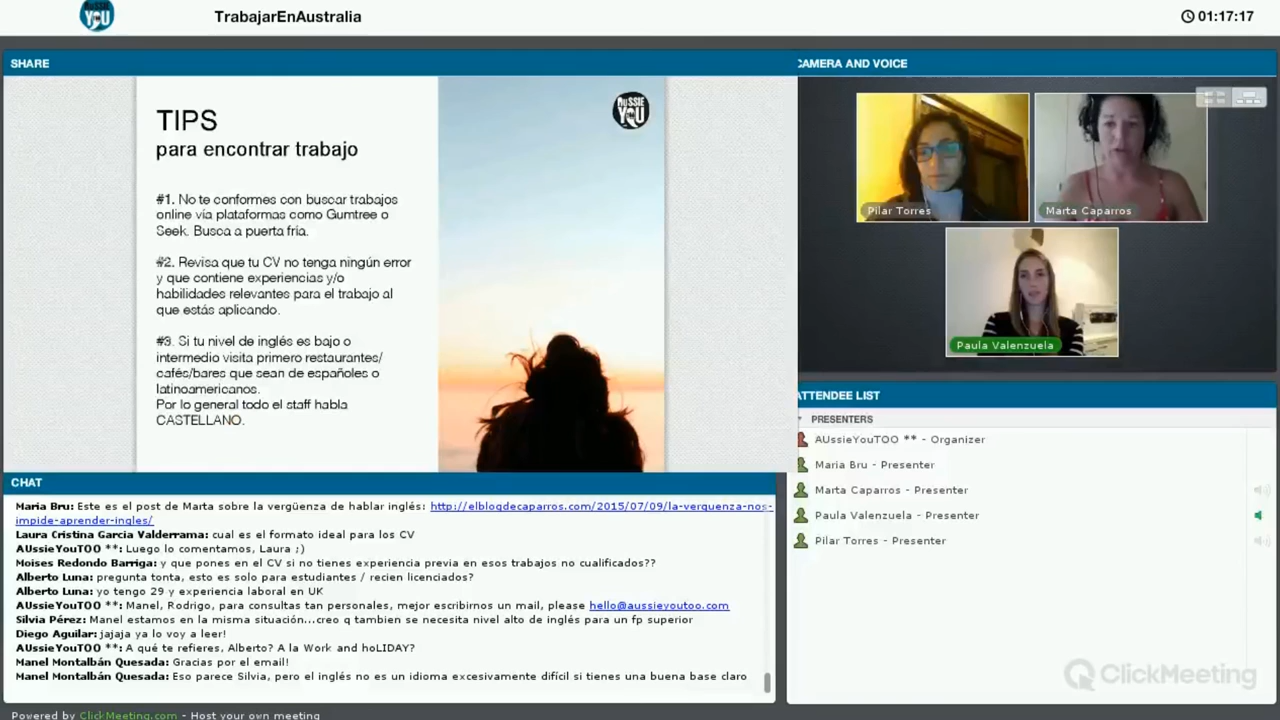 AUSSIE
YOU
TrabajarEnAustralia
01:17:17
SHARE
CAMERA AND VOICE
TIPS
para encontrar trabajo
AUSSIE
YOU
#1. No te conformes con buscar trabajos
online vía plataformas como Gumtree o
Seek. Busca a puerta fría.
#2. Revisa que tu CV no tenga ningún error
y que contiene experiencias y/o
habilidades relevantes para el trabajo al
que estás aplicando.
#3. Si tu nivel de inglés es bajo o
intermedio visita primero restaurantes/
cafés/bares que sean de españoles o
latinoamericanos.
Por lo general todo el staff habla
CASTELLANO.
Pilar Torres
Marta Caparros
Paula Valenzuela
ATTENDEE LIST
PRESENTERS
AUssieYouTOO ** - Organizer
Maria Bru - Presenter
Marta Caparros - Presenter
Paula Valenzuela - Presenter
Pilar Torres - Presenter
ClickMeeting
CHAT
Maria Bru: Este es el post de Marta sobre la vergüenza de hablar inglés: http://elblogdecaparros.com/2015/07/09/la-verguenza-nos-
impide-aprender-ingles/
Laura Cristina Garcia Valderrama: cual es el formato ideal para los CV
AUssieYouTOO **: Luego lo comentamos, Laura ;)
Moises Redondo Barriga: y que pones en el CV si no tienes experiencia previa en esos trabajos no cualificados??
Alberto Luna: pregunta tonta, esto es solo para estudiantes / recien licenciados?
Alberto Luna: yo tengo 29 y experiencia laboral en UK
AUssieYouTOO **: Manel, Rodrigo, para consultas tan personales, mejor escribirnos un mail, please hello@aussieyoutoo.com
Silvia Pérez: Manel estamos en la misma situación...creo q tambien se necesita nivel alto de inglés para un fp superior
Diego Aguilar: jajaja ya lo voy a leer!
AUssieYouTOO **: A qué te refieres, Alberto? A la Work and hoLIDAY?
Manel Montalbán Quesada: Gracias por el email!
Manel Montalbán Quesada: Eso parece Silvia, pero el inglés no es un idioma excesivamente difícil si tienes una buena base claro
Powered by ClickMeeting.com - Host your own meeting